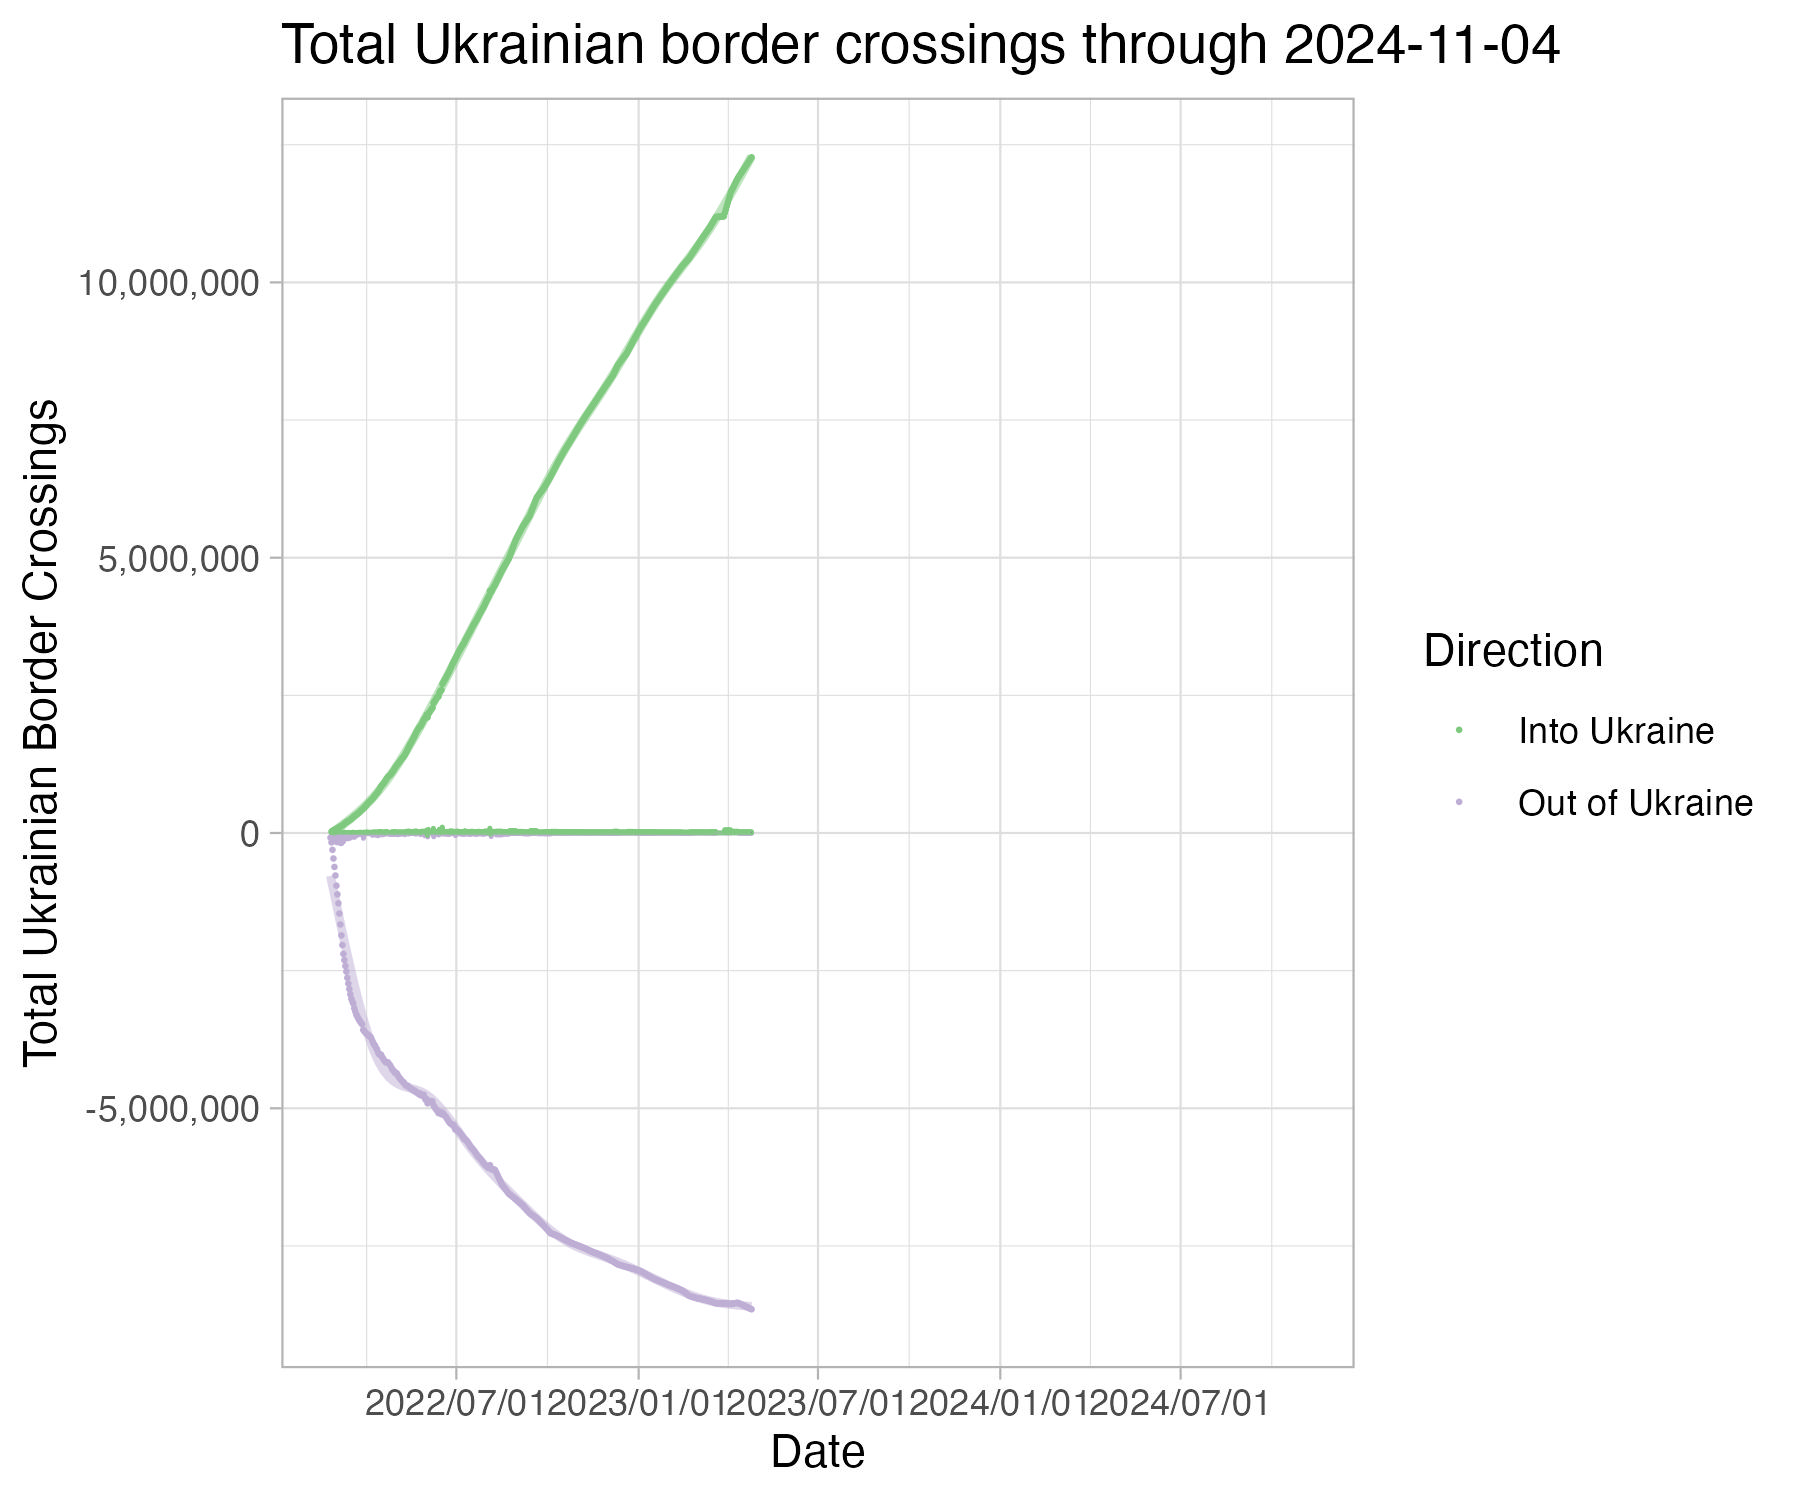 Total Ukrainian border crossings through 2024-11-04
Total Ukrainian Border Crossings
10,000,000
5,000,000
0
-5,000,000
2022/07/01
2023/01/01
2023/07/01
2024/01/01
2024/07/01
Date
Direction
Into Ukraine
Out of Ukraine